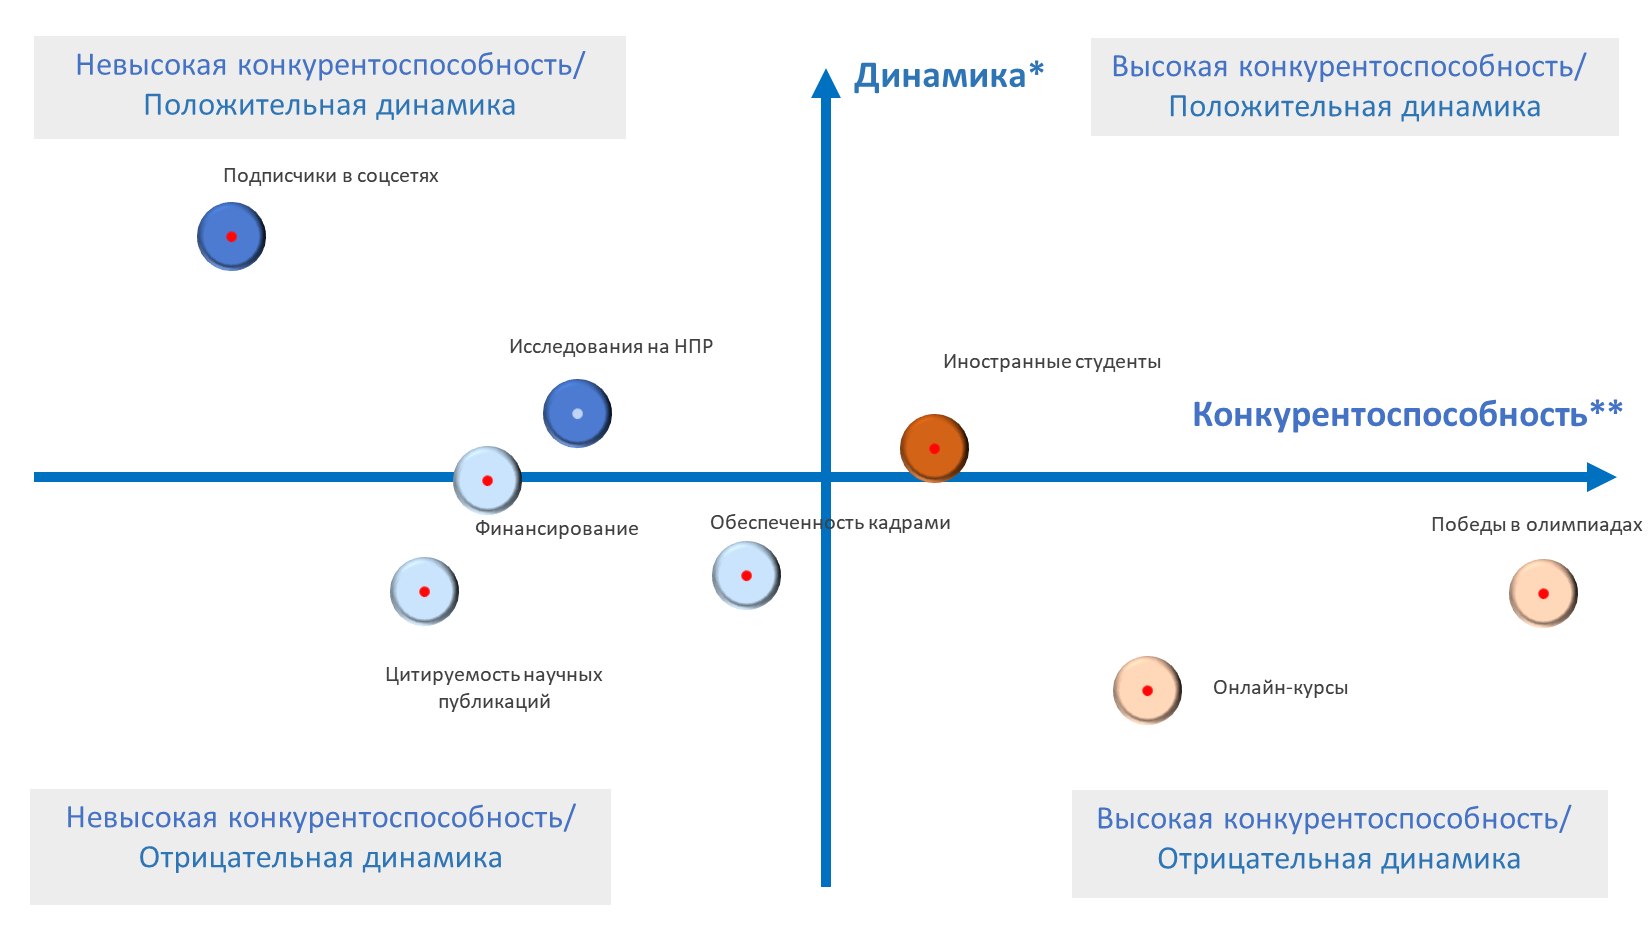 Невысокая конкурентоспособность/
Положительная динамика
Динамика*
Высокая конкурентоспособность/
Положительная динамика
Подписчики в соцсетях
Исследования на НПР
Иностранные студенты
Конкурентоспособность**
Финансирование
Обеспеченность кадрами
Победы в олимпиадах
Цитируемость научных
публикаций
Онлайн-курсы
Невысокая конкурентоспособность/
Отрицательная динамика
Высокая конкурентоспособность/
Отрицательная динамика